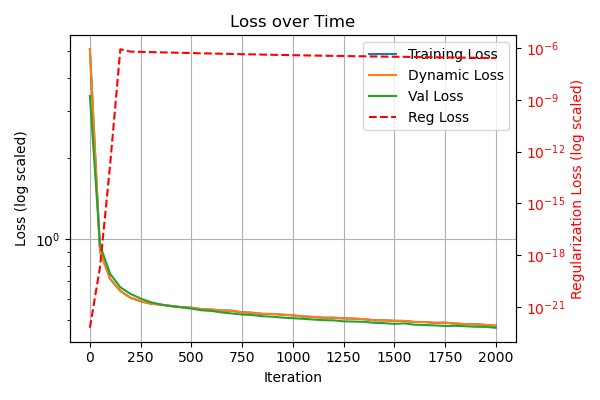 Loss over Time
Training Loss
Dynamic Loss
Val Loss
Reg Loss
Loss (log scaled)
10⁰
10⁻⁶
10⁻⁹
10⁻¹²
10⁻¹⁵
10⁻¹⁸
10⁻²¹
Regularization Loss (log scaled)
0 250 500 750 1000 1250 1500 1750 2000
Iteration